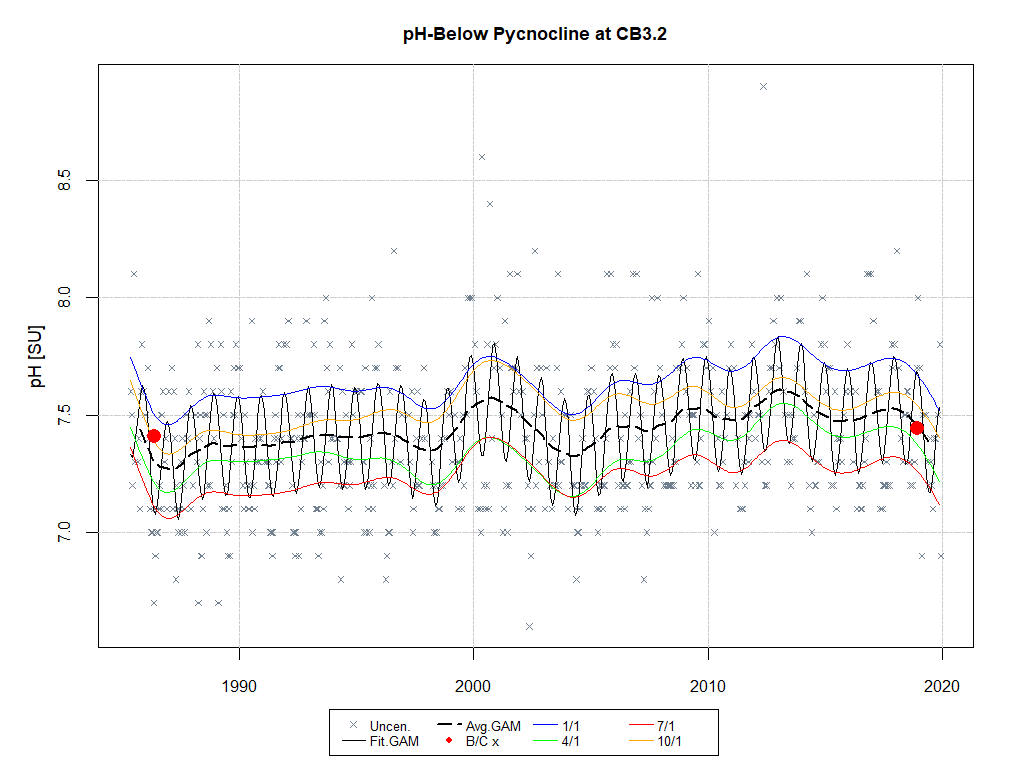 pH-Below Pycnocline at CB3.2
pH [SU]
8.5
8.0
7.5
7.0
1990 2000 2010 2020
Uncen. Avg.GAM 1/1 7/1
Fit.GAM B/C x 4/1 10/1